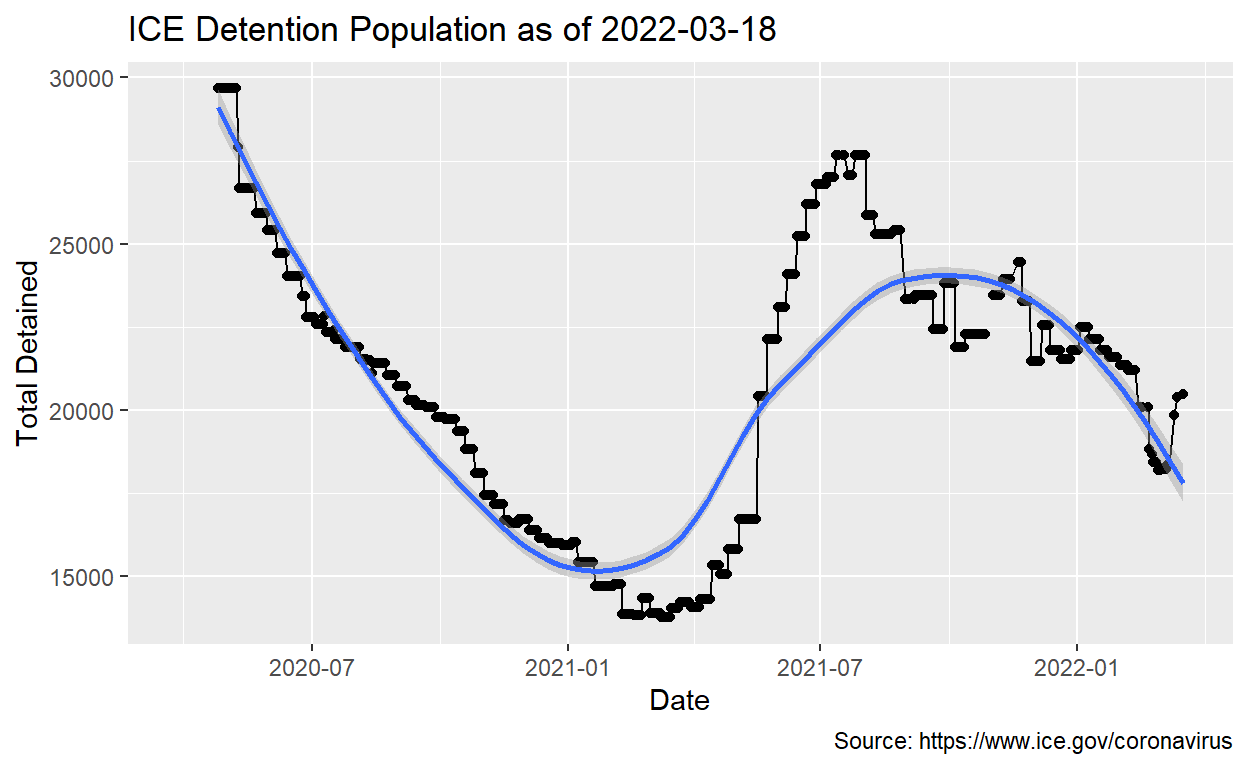 ICE Detention Population as of 2022-03-18
30000
25000
20000
15000
Total Detained
2020-07
2021-01
2021-07
2022-01
Date
Source: https://www.ice.gov/coronavirus